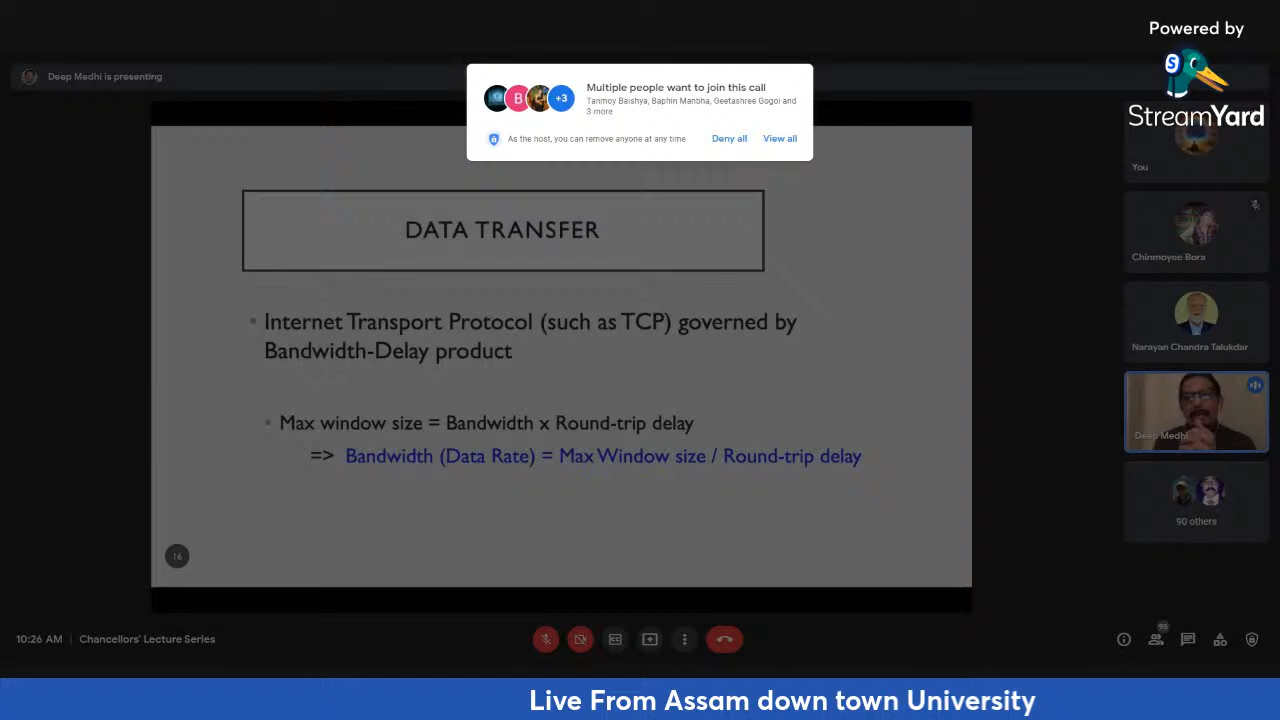 Powered by
StreamYard
Deep Medhi is presenting
Multiple people want to join this call
Tanmoy Baishya, Baphin Manbha, Geetashree Gogoi and
3 more
B
+3
As the host, you can remove anyone at any time
Deny all
View all
DATA TRANSFER
• Internet Transport Protocol (such as TCP) governed by
Bandwidth-Delay product
• Max window size = Bandwidth x Round-trip delay
=> Bandwidth (Data Rate) = Max Window size / Round-trip delay
16
You
Chinmoyee Bora
Narayan Chandra Talukdar
Deep Medhi
90 others
10:26 AM | Chancellors' Lecture Series
95
Live From Assam down town University